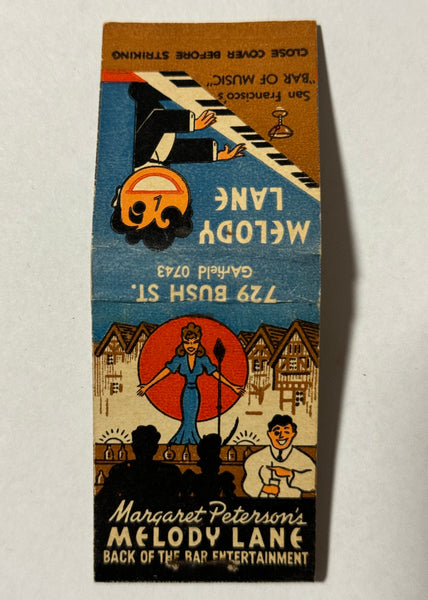 CLOSE COVER BEFORE STRIKING
San Francisco's
"BAR OF MUSIC"
MELODY
LANE
729 BUSH ST.
GArfield 0743
Margaret Peterson's
MELODY LANE
BACK OF THE BAR ENTERTAINMENT